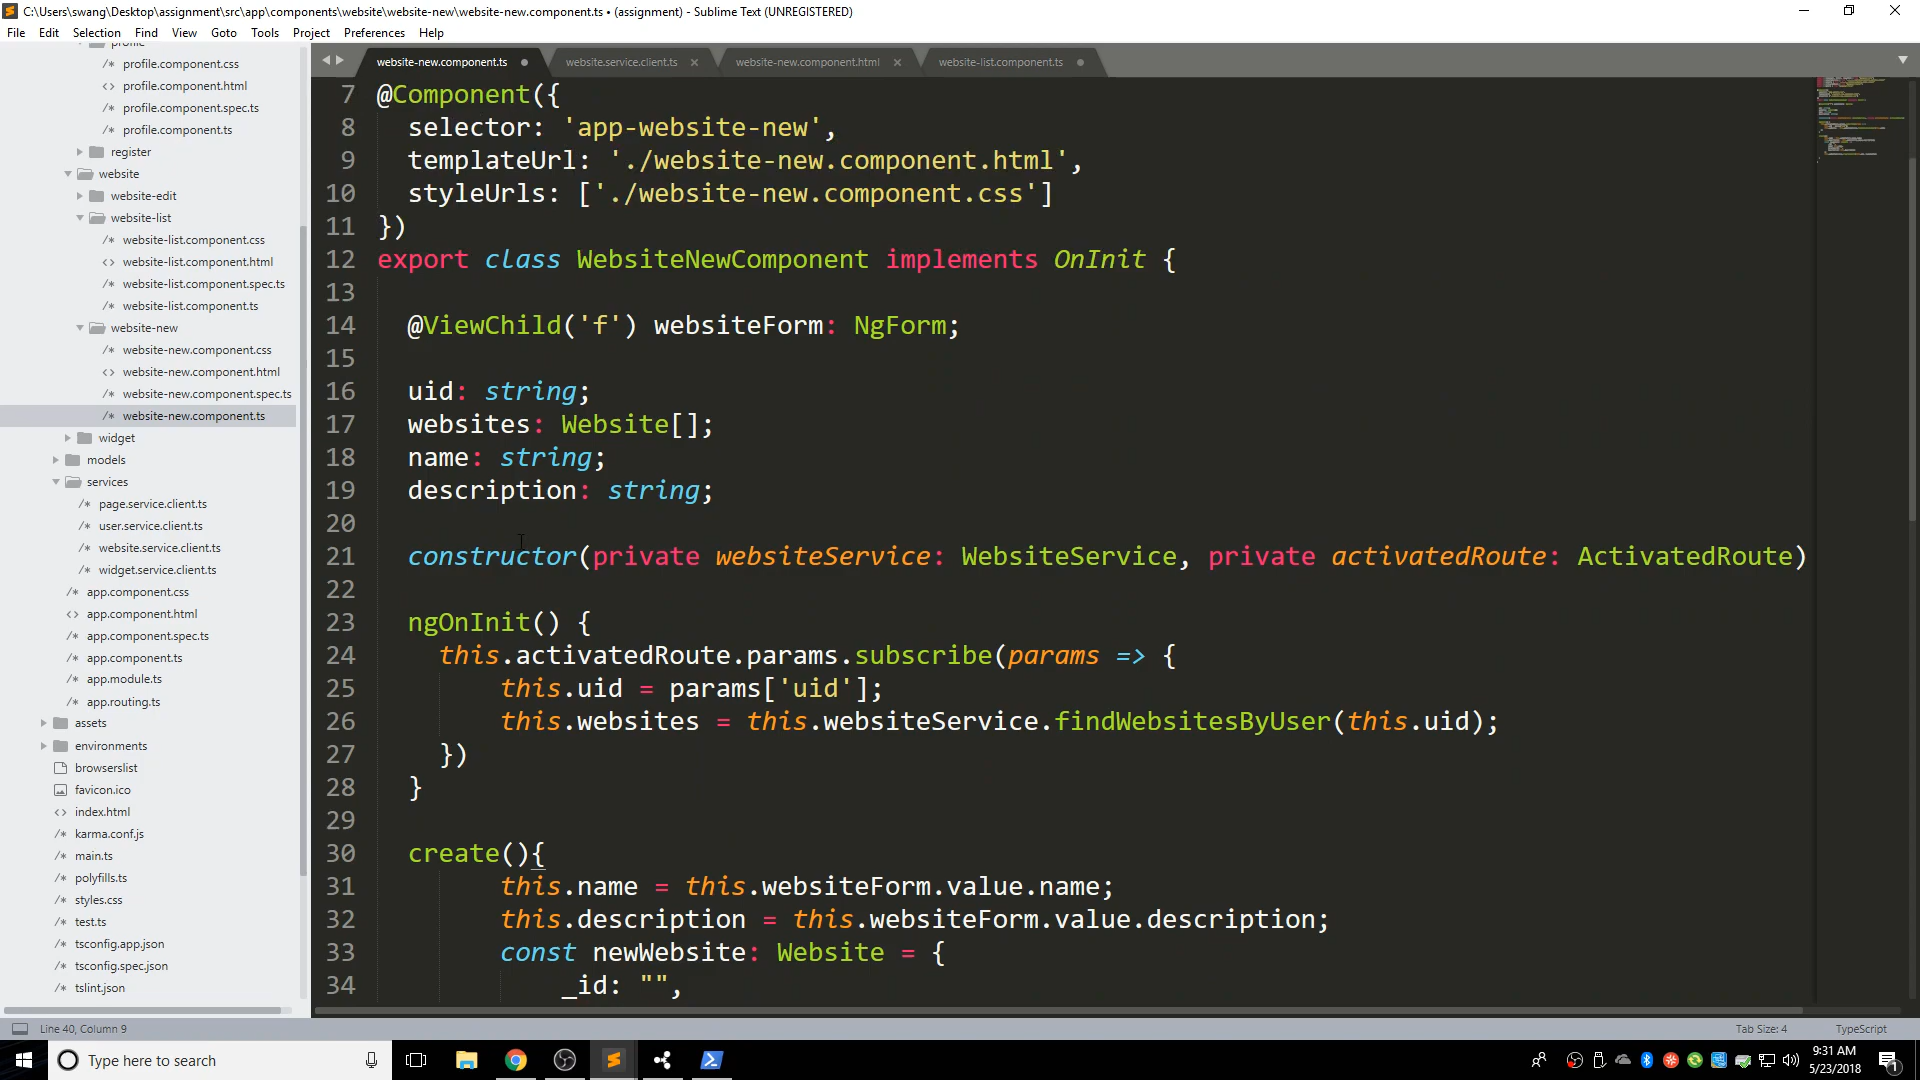 C:\Users\swang\Desktop\assignment\src\app\components\website\website-new\website-new.component.ts • (assignment) - Sublime Text (UNREGISTERED)
File Edit Selection Find View Goto Tools Project Preferences Help
profile
profile.component.css
profile.component.html
profile.component.spec.ts
profile.component.ts
register
website
website-edit
website-list
website-list.component.css
website-list.component.html
website-list.component.spec.ts
website-list.component.ts
website-new
website-new.component.css
website-new.component.html
website-new.component.spec.ts
website-new.component.ts
widget
models
services
page.service.client.ts
user.service.client.ts
website.service.client.ts
widget.service.client.ts
app.component.css
app.component.html
app.component.spec.ts
app.component.ts
app.module.ts
app.routing.ts
assets
environments
browserslist
favicon.ico
index.html
karma.conf.js
main.ts
polyfills.ts
styles.css
test.ts
tsconfig.app.json
tsconfig.spec.json
tslint.json
website-new.component.ts website.service.client.ts website-new.component.html website-list.component.ts
7 @Component({
8 selector: 'app-website-new',
9 templateUrl: './website-new.component.html',
10 styleUrls: ['./website-new.component.css']
11 })
12 export class WebsiteNewComponent implements OnInit {
13
14 @ViewChild('f') websiteForm: NgForm;
15
16 uid: string;
17 websites: Website[];
18 name: string;
19 description: string;
20
21 constructor(private websiteService: WebsiteService, private activatedRoute: ActivatedRoute)
22
23 ngOnInit() {
24 this.activatedRoute.params.subscribe(params => {
25 this.uid = params['uid'];
26 this.websites = this.websiteService.findWebsitesByUser(this.uid);
27 })
28 }
29
30 create(){
31 this.name = this.websiteForm.value.name;
32 this.description = this.websiteForm.value.description;
33 const newWebsite: Website = {
34 _id: "",
Line 40, Column 9 Tab Size: 4 TypeScript
Type here to search
9:31 AM
5/23/2018
1